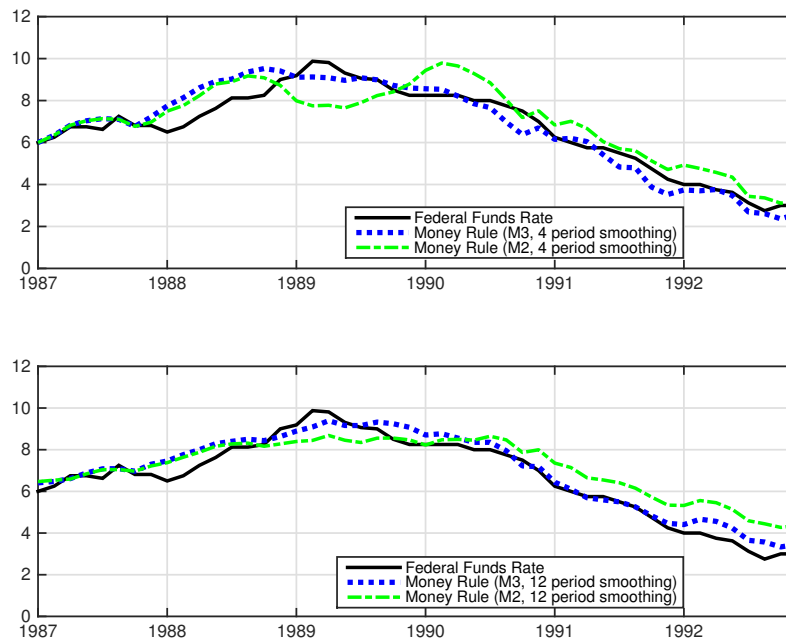 12
10
8
6
4
2
0
Federal Funds Rate
Money Rule (M3, 4 period smoothing)
Money Rule (M2, 4 period smoothing)
1987 1988 1989 1990 1991 1992
12
10
8
6
4
2
0
Federal Funds Rate
Money Rule (M3, 12 period smoothing)
Money Rule (M2, 12 period smoothing)
1987 1988 1989 1990 1991 1992